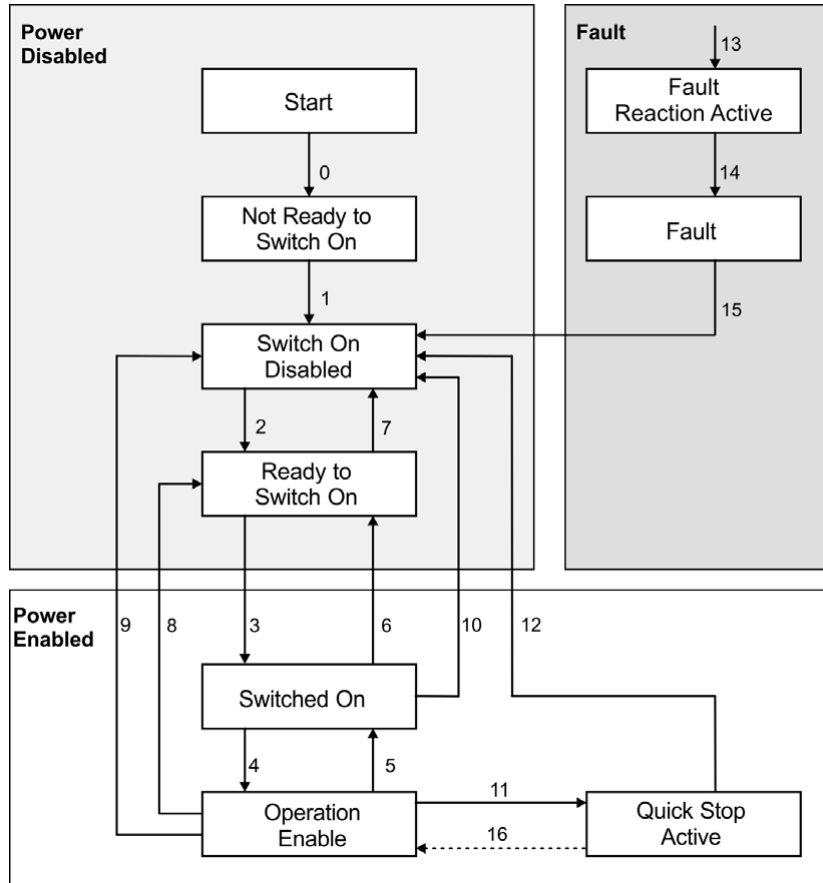 Power
Disabled
Fault
13
Start
Fault
Reaction Active
0
14
Not Ready to
Switch On
Fault
1
15
Switch On
Disabled
2
7
Ready to
Switch On
Power
Enabled
9
8
3
6
10
12
Switched On
4
5
11
Operation
Enable
16
Quick Stop
Active